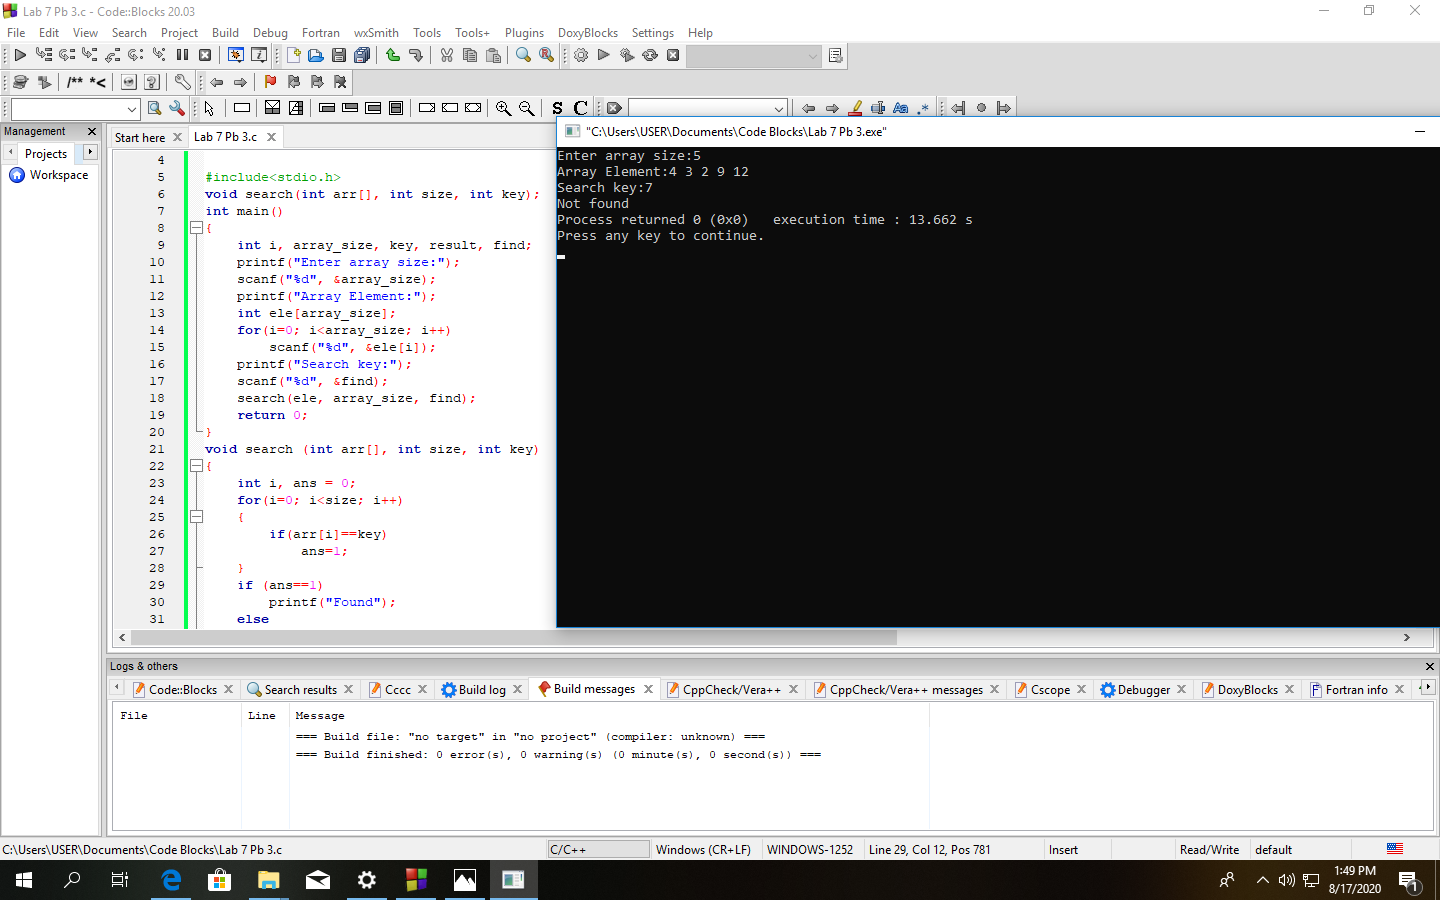 Lab 7 Pb 3.c - Code::Blocks 20.03
File Edit View Search Project Build Debug Fortran wxSmith Tools Tools+ Plugins DoxyBlocks Settings Help
/** *<
S C
Aa .*
Management
Projects
Workspace
Start here
Lab 7 Pb 3.c
4
5 #include<stdio.h>
6 void search(int arr[], int size, int key);
7 int main()
8 {
9 int i, array_size, key, result, find;
10 printf("Enter array size:");
11 scanf("%d", &array_size);
12 printf("Array Element:");
13 int ele[array_size];
14 for(i=0; i<array_size; i++)
15 scanf("%d", &ele[i]);
16 printf("Search key:");
17 scanf("%d", &find);
18 search(ele, array_size, find);
19 return 0;
20 }
21 void search (int arr[], int size, int key)
22 {
23 int i, ans = 0;
24 for(i=0; i<size; i++)
25 {
26 if(arr[i]==key)
27 ans=1;
28 }
29 if (ans==1)
30 printf("Found");
31 else
"C:\Users\USER\Documents\Code Blocks\Lab 7 Pb 3.exe"
Enter array size:5
Array Element:4 3 2 9 12
Search key:7
Not found
Process returned 0 (0x0)   execution time : 13.662 s
Press any key to continue.
Logs & others
Code::Blocks Search results Cccc Build log Build messages CppCheck/Vera++ CppCheck/Vera++ messages Cscope Debugger DoxyBlocks Fortran info
File Line Message
=== Build file: "no target" in "no project" (compiler: unknown) ===
=== Build finished: 0 error(s), 0 warning(s) (0 minute(s), 0 second(s)) ===
C:\Users\USER\Documents\Code Blocks\Lab 7 Pb 3.c C/C++ Windows (CR+LF) WINDOWS-1252 Line 29, Col 12, Pos 781 Insert Read/Write default
1:49 PM
8/17/2020
1